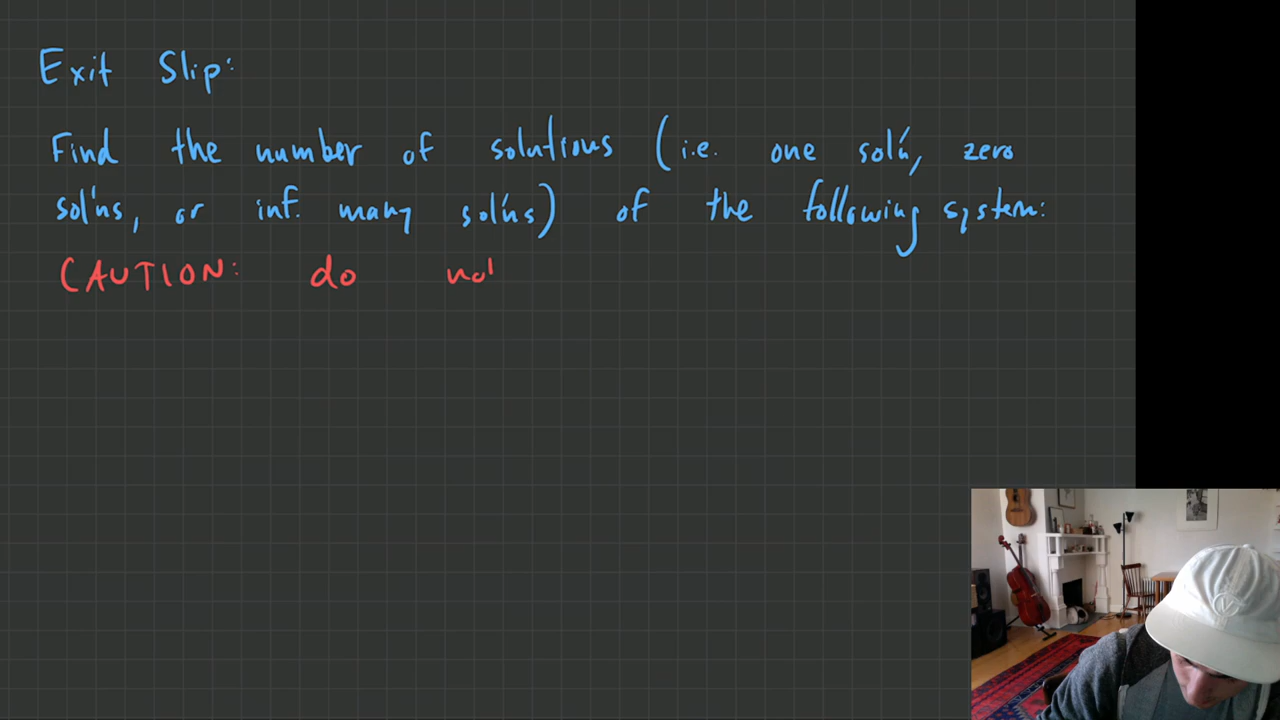 Exit Slip:
Find the number of solutions (i.e. one sol'n, zero
sol'ns, or inf. many sol'ns) of the following system:
CAUTION: do not